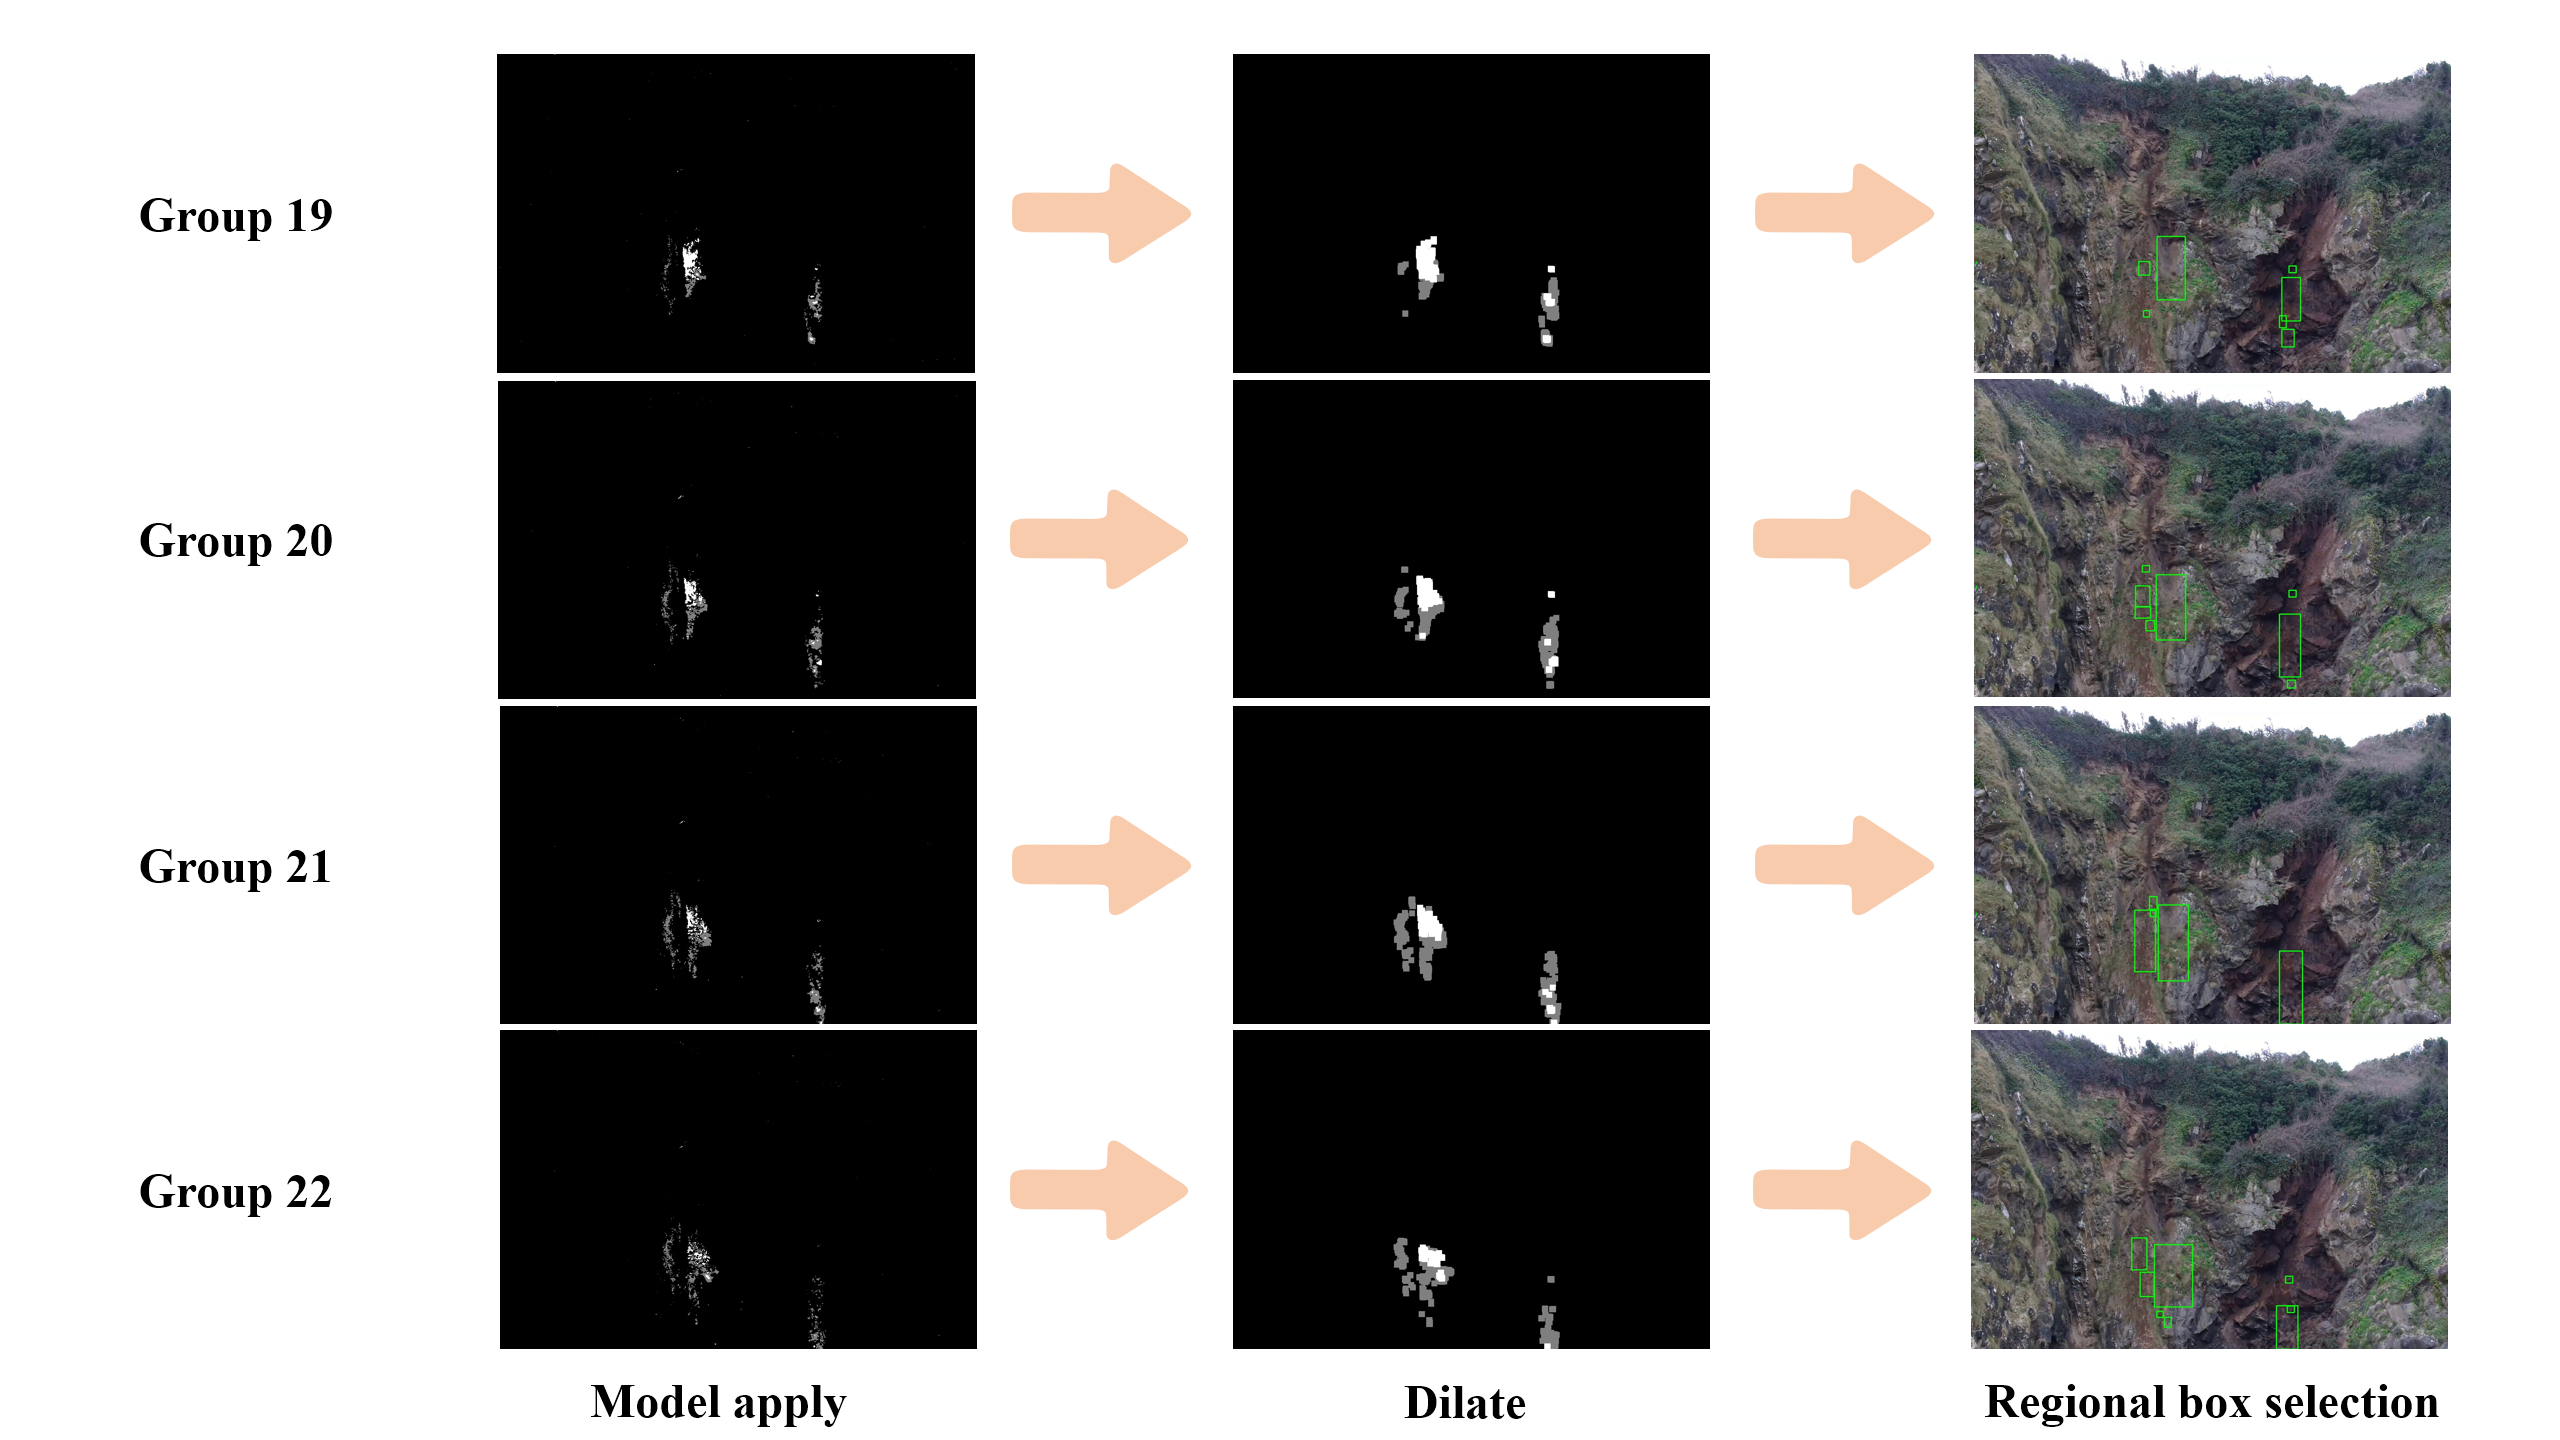 Group 19
Group 20
Group 21
Group 22
Model apply
Dilate
Regional box selection